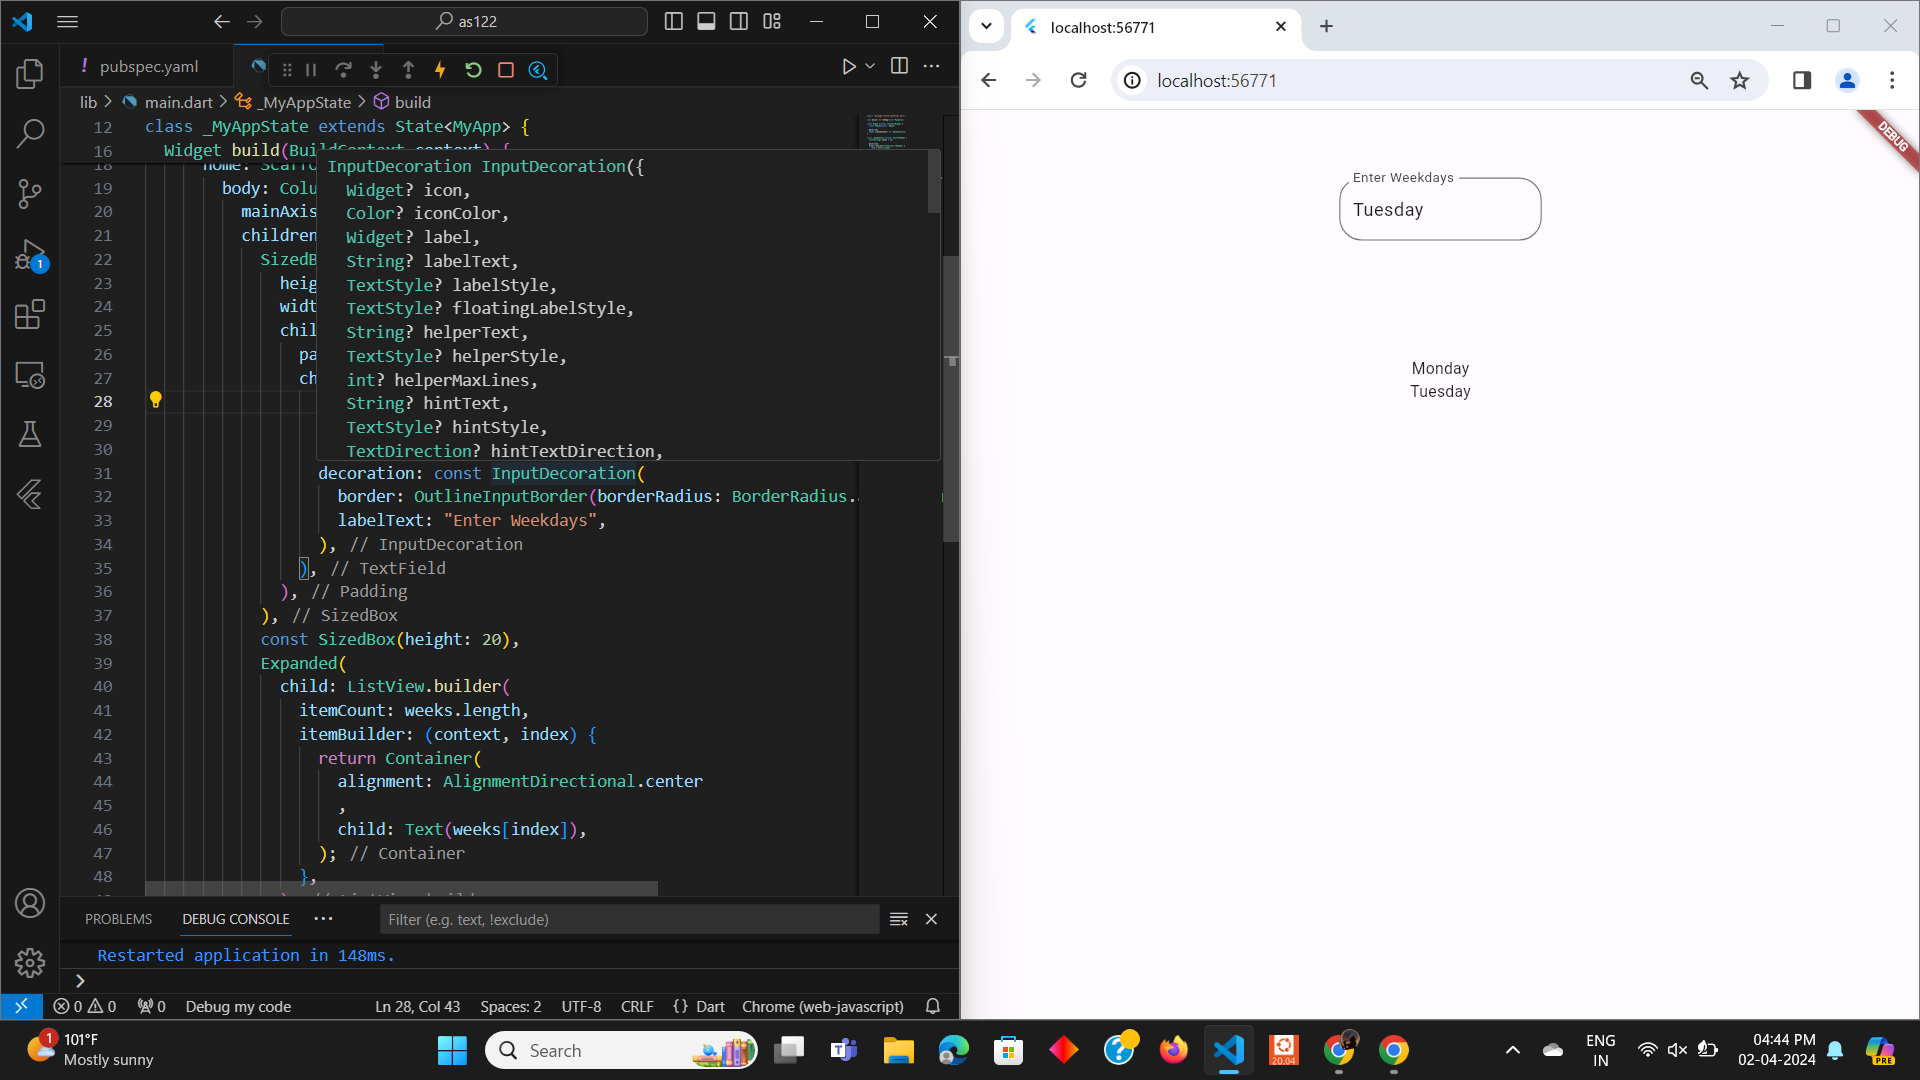 as122
pubspec.yaml
lib > main.dart > _MyAppState > build
12 class _MyAppState extends State<MyApp> {
16 Widget build(BuildContext context) {
18 home: Scaffo
19 body: Colu
20 mainAxis
21 children
22 SizedB
23 heig
24 widt
25 chil
26 pa
27 ch
28
29
30
InputDecoration InputDecoration({
Widget? icon,
Color? iconColor,
Widget? label,
String? labelText,
TextStyle? labelStyle,
TextStyle? floatingLabelStyle,
String? helperText,
TextStyle? helperStyle,
int? helperMaxLines,
String? hintText,
TextStyle? hintStyle,
TextDirection? hintTextDirection,
31 decoration: const InputDecoration(
32 border: OutlineInputBorder(borderRadius: BorderRadius.
33 labelText: "Enter Weekdays",
34 ), // InputDecoration
35 ), // TextField
36 ), // Padding
37 ), // SizedBox
38 const SizedBox(height: 20),
39 Expanded(
40 child: ListView.builder(
41 itemCount: weeks.length,
42 itemBuilder: (context, index) {
43 return Container(
44 alignment: AlignmentDirectional.center
45 ,
46 child: Text(weeks[index]),
47 ); // Container
48 },
PROBLEMS DEBUG CONSOLE ··· Filter (e.g. text, !exclude)
Restarted application in 148ms.
>
0 0 0 Debug my code Ln 28, Col 43 Spaces: 2 UTF-8 CRLF {} Dart Chrome (web-javascript)
1
localhost:56771
localhost:56771
DEBUG
Enter Weekdays
Tuesday
Monday
Tuesday
1
101°F
Mostly sunny
Search
20.04
ENG
IN
04:44 PM
02-04-2024
PRE